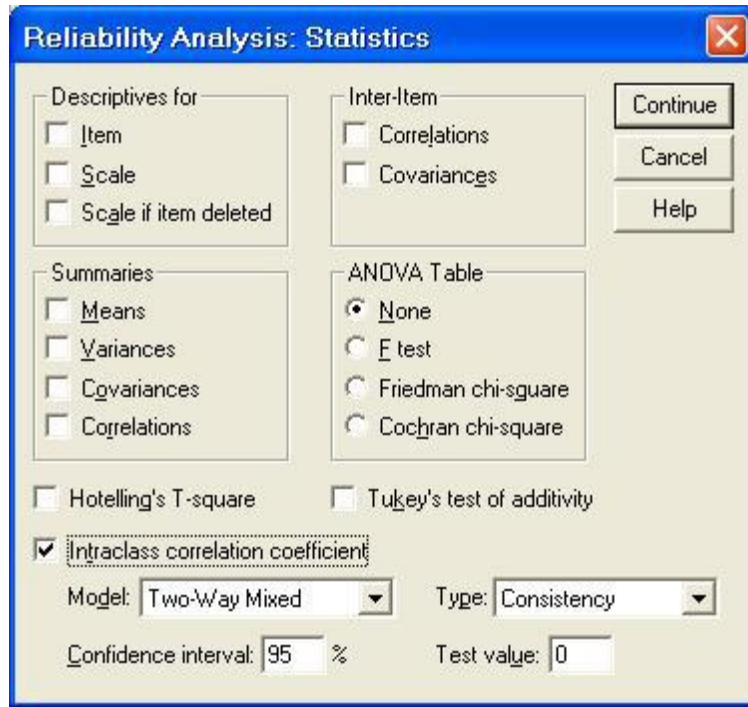 Reliability Analysis: Statistics
Descriptives for
Item
Scale
Scale if item deleted
Inter-Item
Correlations
Covariances
Continue
Cancel
Help
Summaries
Means
Variances
Covariances
Correlations
ANOVA Table
None
F test
Friedman chi-square
Cochran chi-square
Hotelling's T-square
Tukey's test of additivity
Intraclass correlation coefficient
Model: Two-Way Mixed
Type: Consistency
Confidence interval: 95 %
Test value: 0